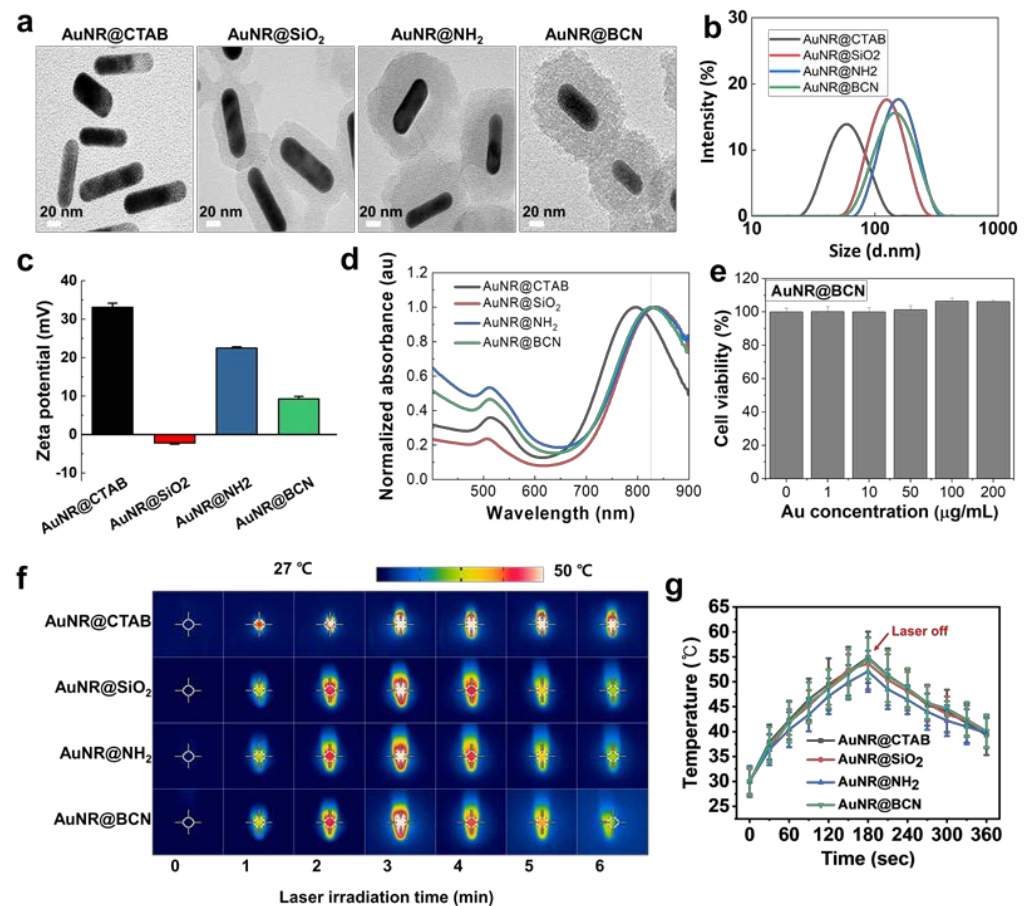 a
AuNR@CTAB AuNR@SiO₂ AuNR@NH₂ AuNR@BCN
20 nm 20 nm 20 nm 20 nm
b
Intensity (%)
30
20
10
0
AuNR@CTAB
AuNR@SiO2
AuNR@NH2
AuNR@BCN
10 100 1000
Size (d.nm)
c
Zeta potential (mV)
40
30
20
10
0
-10
AuNR@CTAB AuNR@SiO2 AuNR@NH2 AuNR@BCN
d
Normalized absorbance (au)
1.2
1.0
0.8
0.6
0.4
0.2
0.0
AuNR@CTAB
AuNR@SiO₂
AuNR@NH₂
AuNR@BCN
500 600 700 800 900
Wavelength (nm)
e
Cell viability (%)
120
100
80
60
40
20
0
AuNR@BCN
0 1 10 50 100 200
Au concentration (μg/mL)
f
27 ℃ 50 ℃
AuNR@CTAB
AuNR@SiO₂
AuNR@NH₂
AuNR@BCN
0 1 2 3 4 5 6
Laser irradiation time (min)
g
Temperature (℃)
65
60
55
50
45
40
35
30
25
Laser off
AuNR@CTAB
AuNR@SiO₂
AuNR@NH₂
AuNR@BCN
0 60 120 180 240 300 360
Time (sec)